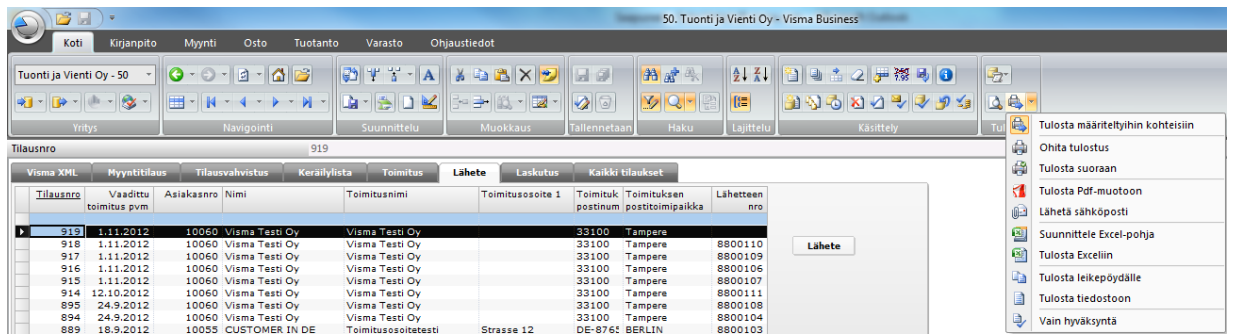 50. Tuonti ja Vienti Oy - Visma Business
Koti Kirjanpito Myynti Osto Tuotanto Varasto Ohjaustiedot
Tuonti ja Vienti Oy - 50
Yritys Navigointi Suunnittelu Muokkaus Tallennetaan Haku Lajittelu Käsittely
Tilausnro 919
Visma XML Myyntitilaus Tilausvahvistus Keräilylista Toimitus Lähete Laskutus Kaikki tilaukset
Tilausnro Vaadittu Asiakasnro Nimi Toimitusnimi Toimitusosoite 1 Toimituk Toimituksen Lähetteen
toimitus pvm postinum postitoimipaikka nro
919 1.11.2012 10060 Visma Testi Oy Visma Testi Oy 33100 Tampere
918 1.11.2012 10060 Visma Testi Oy Visma Testi Oy 33100 Tampere 8800110
917 1.11.2012 10060 Visma Testi Oy Visma Testi Oy 33100 Tampere 8800109
916 1.11.2012 10060 Visma Testi Oy Visma Testi Oy 33100 Tampere 8800106
915 1.11.2012 10060 Visma Testi Oy Visma Testi Oy 33100 Tampere 8800107
914 12.10.2012 10060 Visma Testi Oy Visma Testi Oy 33100 Tampere 8800111
895 24.9.2012 10060 Visma Testi Oy Visma Testi Oy 33100 Tampere 8800108
894 24.9.2012 10060 Visma Testi Oy Visma Testi Oy 33100 Tampere 8800104
889 18.9.2012 10055 CUSTOMER IN DE Toimitusosoitetesti Strasse 12 DE-8765 BERLIN 8800103
Lähete
Tulosta määriteltyihin kohteisiin
Ohita tulostus
Tulosta suoraan
Tulosta Pdf-muotoon
Lähetä sähköposti
Suunnittele Excel-pohja
Tulosta Exceliin
Tulosta leikepöydälle
Tulosta tiedostoon
Vain hyväksyntä